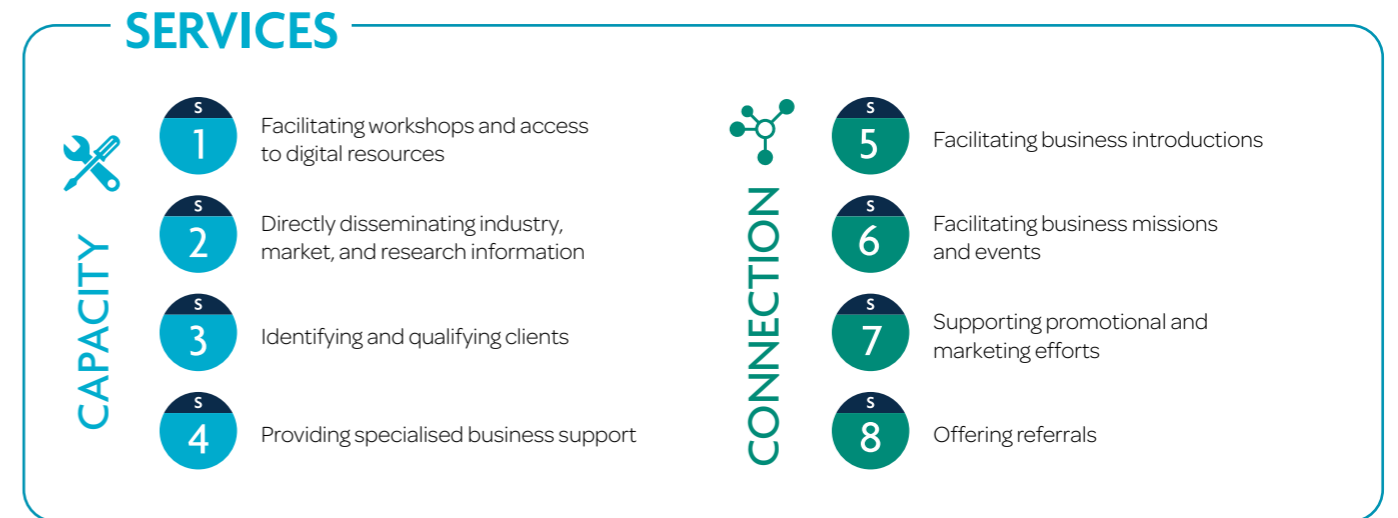 SERVICES
CAPACITY
S
1
Facilitating workshops and access
to digital resources
S
2
Directly disseminating industry,
market, and research information
S
3
Identifying and qualifying clients
S
4
Providing specialised business support
CONNECTION
S
5
Facilitating business introductions
S
6
Facilitating business missions
and events
S
7
Supporting promotional and
marketing efforts
S
8
Offering referrals